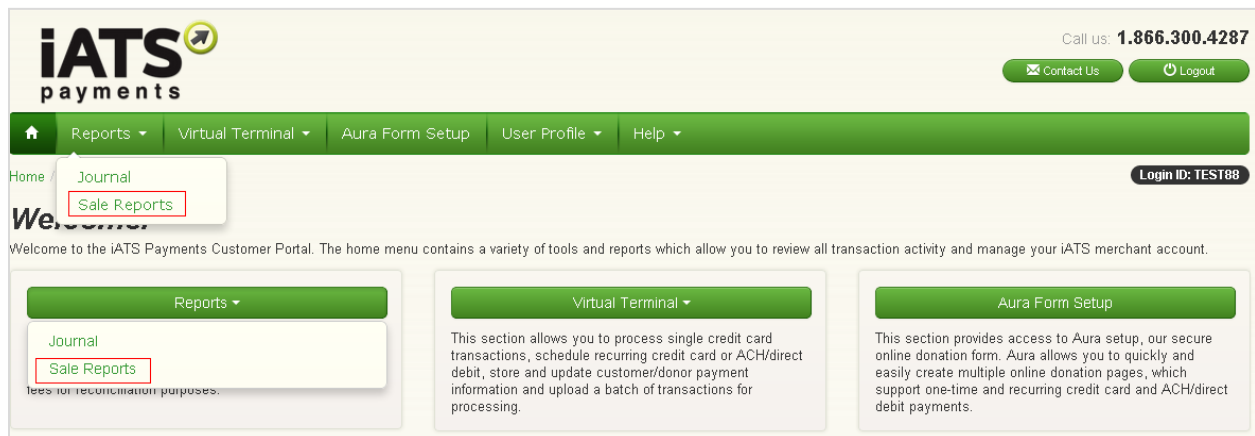 iATS
payments
Call us: 1.866.300.4287
Contact Us
Logout
Reports
Virtual Terminal
Aura Form Setup
User Profile
Help
Home /
Journal
Sale Reports
Login ID: TEST88
Welcome to the iATS Payments Customer Portal. The home menu contains a variety of tools and reports which allow you to review all transaction activity and manage your iATS merchant account.
Reports
Journal
Sale Reports
fees for reconciliation purposes.
Virtual Terminal
This section allows you to process single credit card
transactions, schedule recurring credit card or ACH/direct
debit, store and update customer/donor payment
information and upload a batch of transactions for
processing.
Aura Form Setup
This section provides access to Aura setup, our secure
online donation form. Aura allows you to quickly and
easily create multiple online donation pages, which
support one-time and recurring credit card and ACH/direct
debit payments.